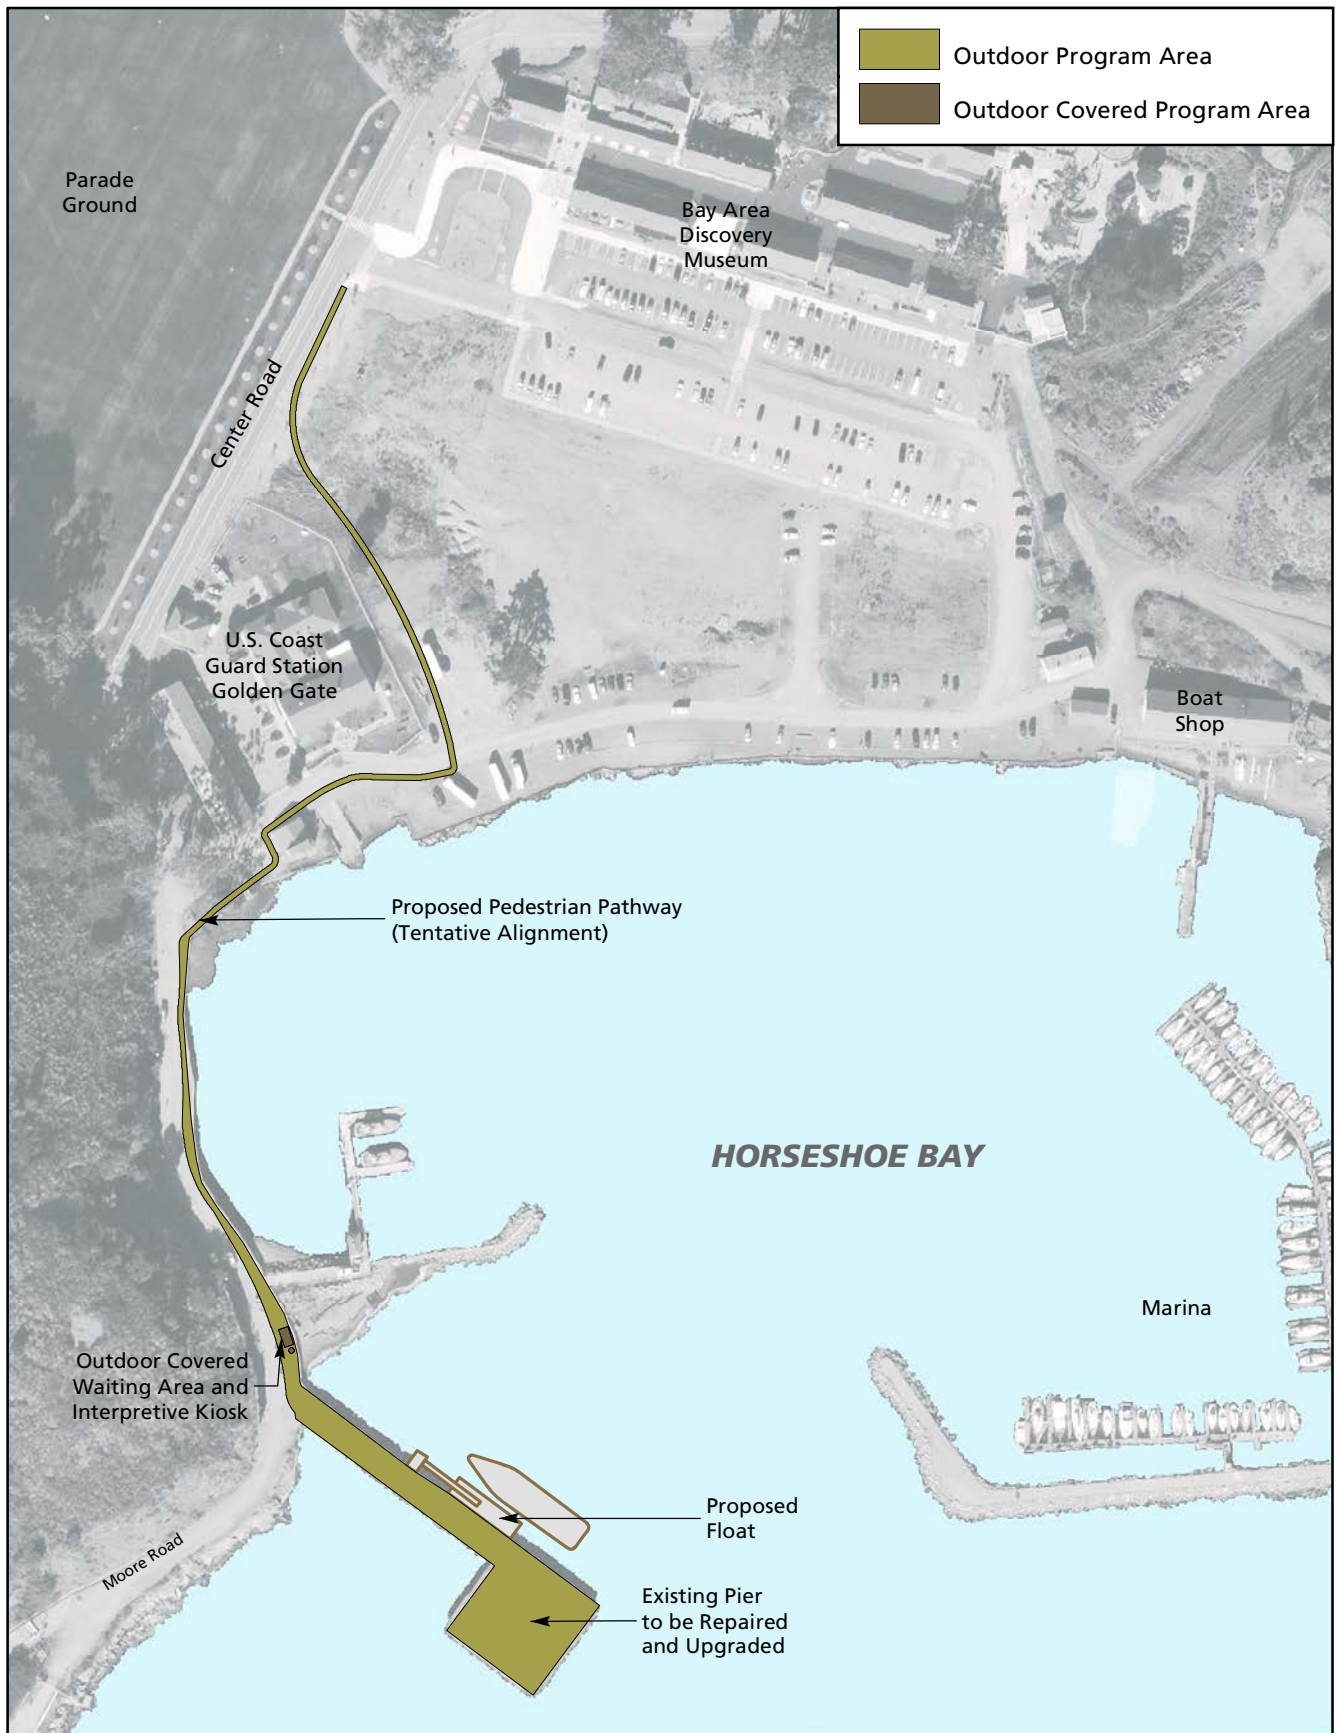 Outdoor Program Area
Outdoor Covered Program Area
Parade
Ground
Bay Area
Discovery
Museum
Center Road
U.S. Coast
Guard Station
Golden Gate
Boat
Shop
Proposed Pedestrian Pathway
(Tentative Alignment)
HORSESHOE BAY
Marina
Outdoor Covered
Waiting Area and
Interpretive Kiosk
Proposed
Float
Moore Road
Existing Pier
to be Repaired
and Upgraded